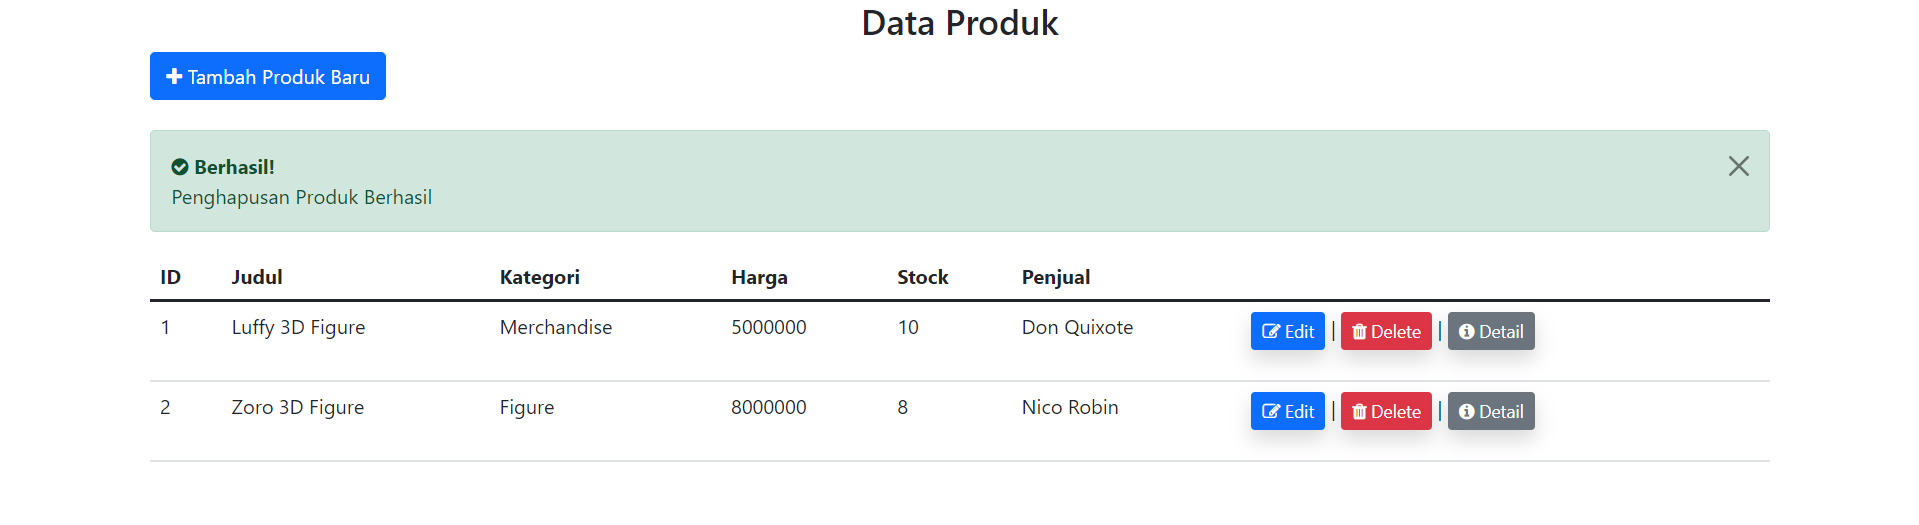 Data Produk
Tambah Produk Baru
Berhasil!
Penghapusan Produk Berhasil
ID Judul Kategori Harga Stock Penjual
1 Luffy 3D Figure Merchandise 5000000 10 Don Quixote Edit | Delete | Detail
2 Zoro 3D Figure Figure 8000000 8 Nico Robin Edit | Delete | Detail